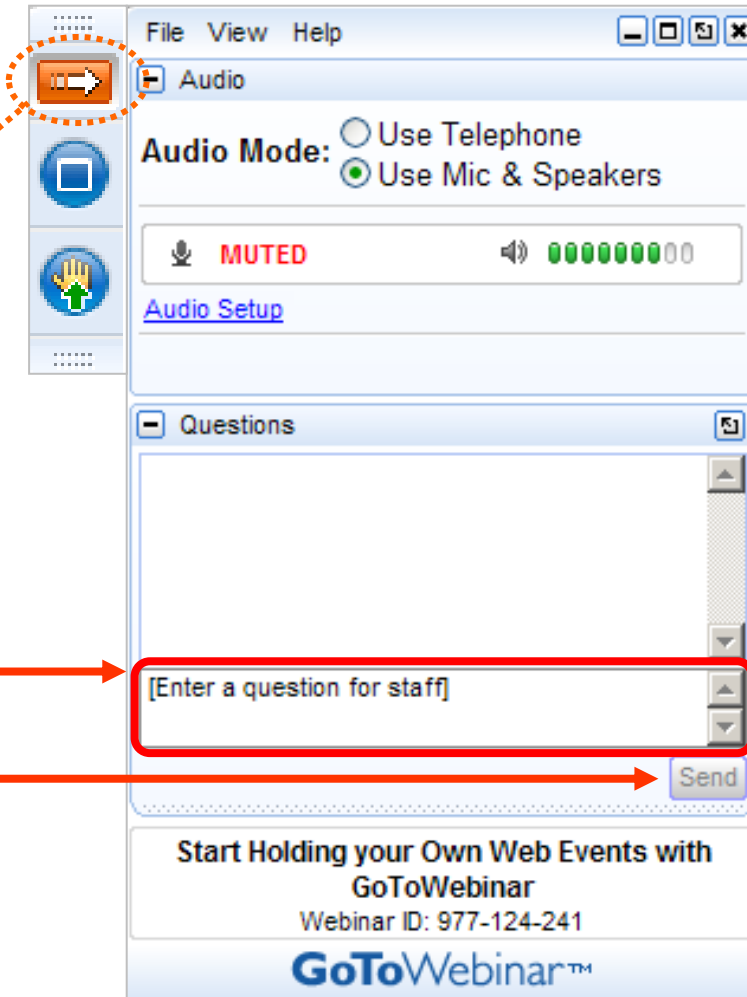 File View Help
Audio
Audio Mode:
Use Telephone
Use Mic & Speakers
MUTED
Audio Setup
Questions
[Enter a question for staff]
Send
Start Holding your Own Web Events with
GoToWebinar
Webinar ID: 977-124-241
GoToWebinar™